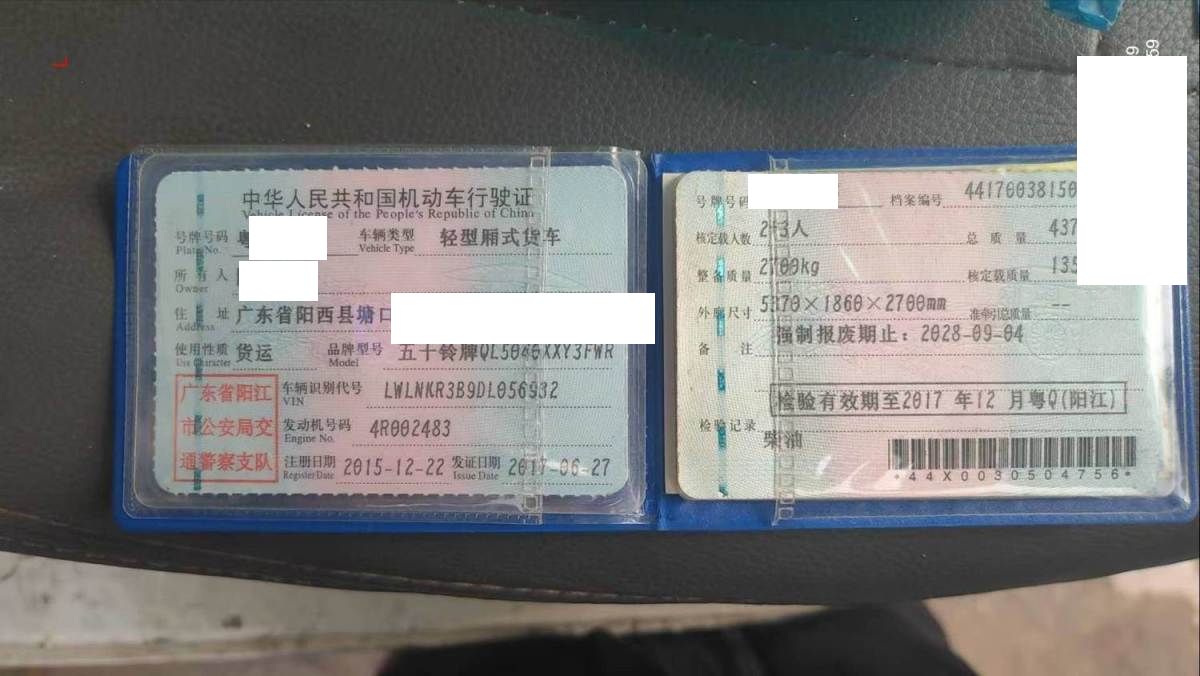 中华人民共和国机动车行驶证
Vehicle License of the People's Republic of China
号牌号码 粤 车辆类型 轻型厢式货车
Plate No. Vehicle Type
所有人
Owner
住址 广东省阳西县塘口
Address
使用性质 货运 品牌型号 五十铃牌QL5040XXY3FWR
Use Character Model
广东省阳江
市公安局交
通警察支队
车辆识别代号 LWLNKR3B9DL056932
VIN
发动机号码 4R002483
Engine No.
注册日期 2015-12-22 发证日期 2017-06-27
Register Date Issue Date
号牌号码 档案编号 44170038150
核定载人数 2-3人 总质量 437
整备质量 2700kg 核定载质量 135
外廓尺寸 5370×1860×2700mm 准牵引总质量 --
强制报废期止：2028-09-04
备注
检验有效期至2017 年12 月粤Q(阳江)
检验记录
柴油
*44X0030504756*